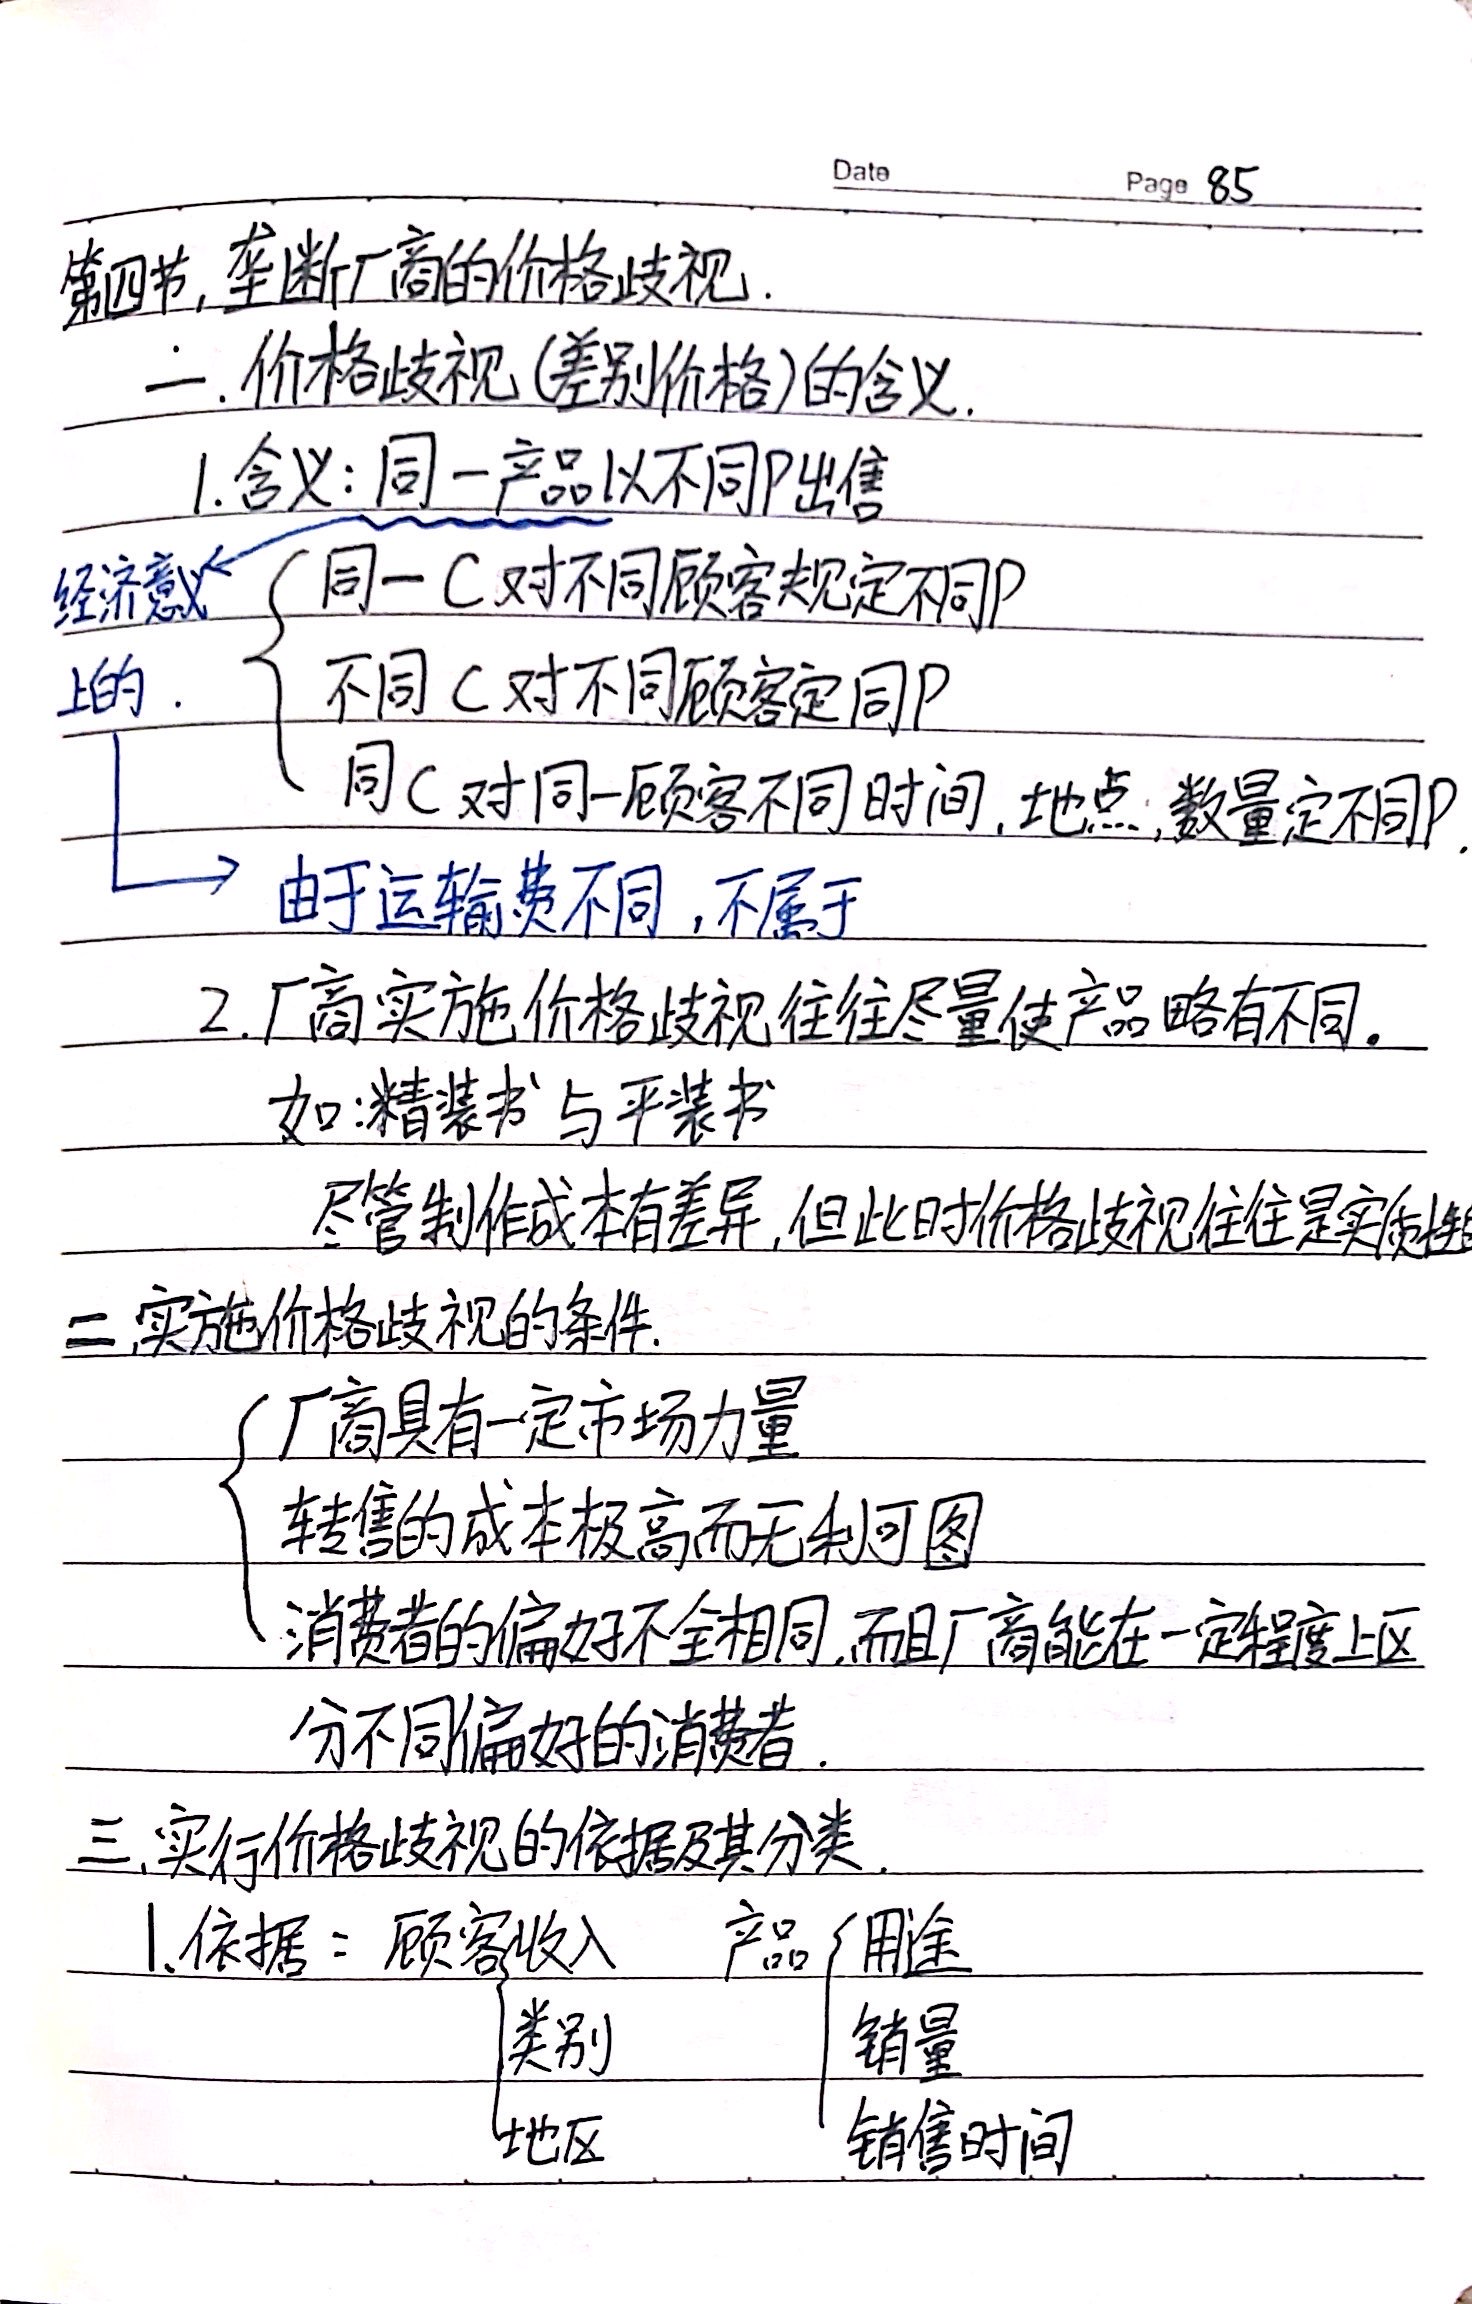 Date Page 85
第四节,垄断厂商的价格歧视.
一.价格歧视(差别价格)的含义.
1.含义:同一产品以不同P出售
经济意义
同一C对不同顾客规定不同P
上的.
不同C对不同顾客定同P
同C对同一顾客不同时间,地点,数量定不同P.
由于运输费不同,不属于
2.厂商实施价格歧视往往尽量使产品略有不同。
如:精装书与平装书
尽管制作成本有差异,但此时价格歧视往往是实质性的
二.实施价格歧视的条件.
厂商具有一定市场力量
转售的成本极高而无利可图
消费者的偏好不全相同,而且厂商能在一定程度上区
分不同偏好的消费者.
三.实行价格歧视的依据及其分类.
1.依据:顾客收入 产品 用途
类别 销量
地区 销售时间